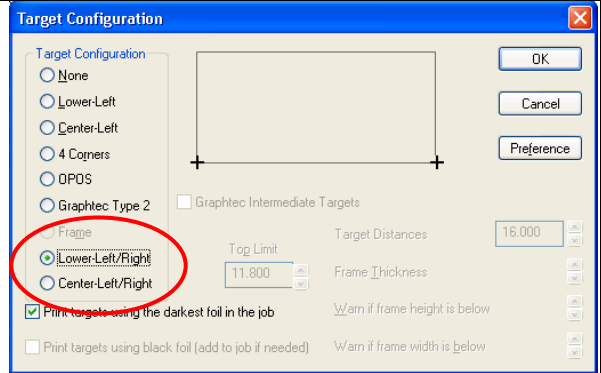 Target Configuration
Target Configuration
None
Lower-Left
Center-Left
4 Corners
OPOS
Graphtec Type 2
Frame
Lower-Left/Right
Center-Left/Right
OK
Cancel
Preference
Graphtec Intermediate Targets
Top Limit
11.800
Target Distances
16.000
Frame Thickness
Warn if frame height is below
Warn if frame width is below
Print targets using the darkest foil in the job
Print targets using black foil (add to job if needed)